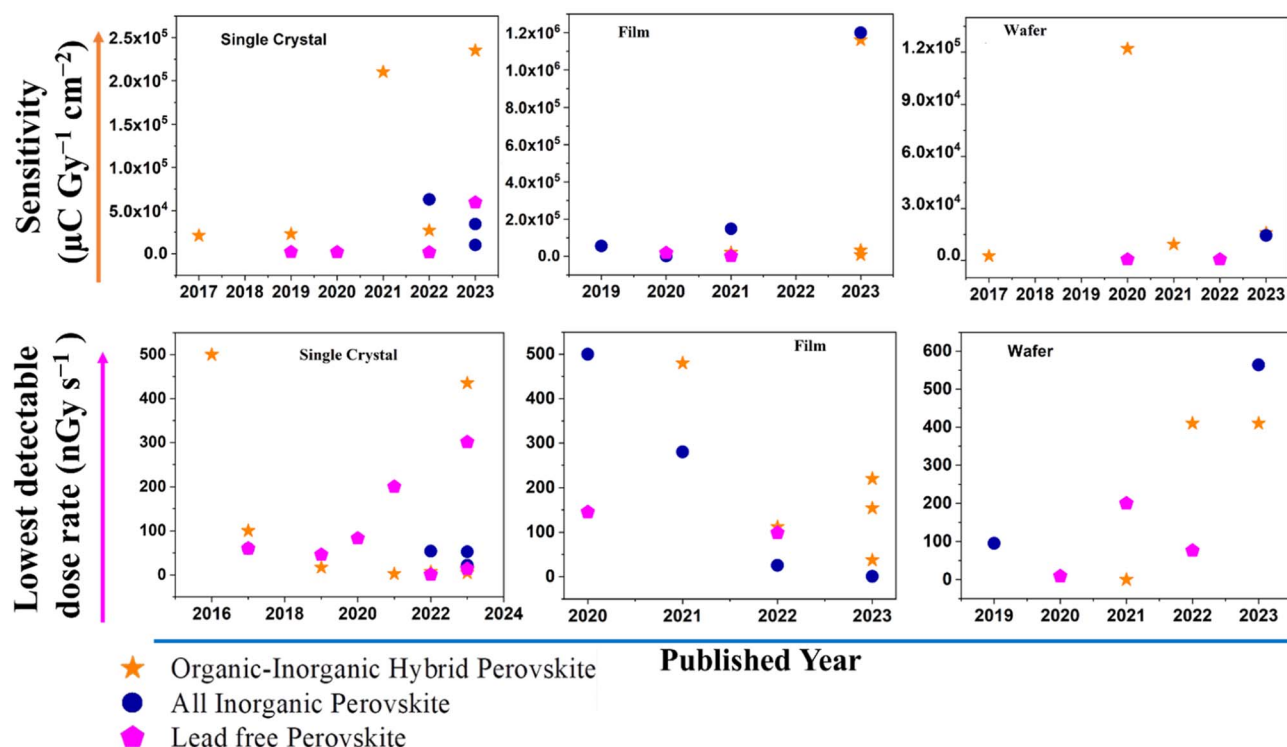 Sensitivity
(μC Gy⁻¹ cm⁻²)
Single Crystal
2.5x10⁵
2.0x10⁵
1.5x10⁵
1.0x10⁵
5.0x10⁴
0.0
2017 2018 2019 2020 2021 2022 2023
Film
1.2x10⁶
1.0x10⁶
8.0x10⁵
6.0x10⁵
4.0x10⁵
2.0x10⁵
0.0
2019 2020 2021 2022 2023
Wafer
1.2x10⁵
9.0x10⁴
6.0x10⁴
3.0x10⁴
0.0
2017 2018 2019 2020 2021 2022 2023
Lowest detectable
dose rate (nGy s⁻¹)
Single Crystal
500
400
300
200
100
0
2016 2018 2020 2022 2024
Film
500
400
300
200
100
0
2020 2021 2022 2023
Wafer
600
500
400
300
200
100
0
2019 2020 2021 2022 2023
Published Year
Organic-Inorganic Hybrid Perovskite
All Inorganic Perovskite
Lead free Perovskite